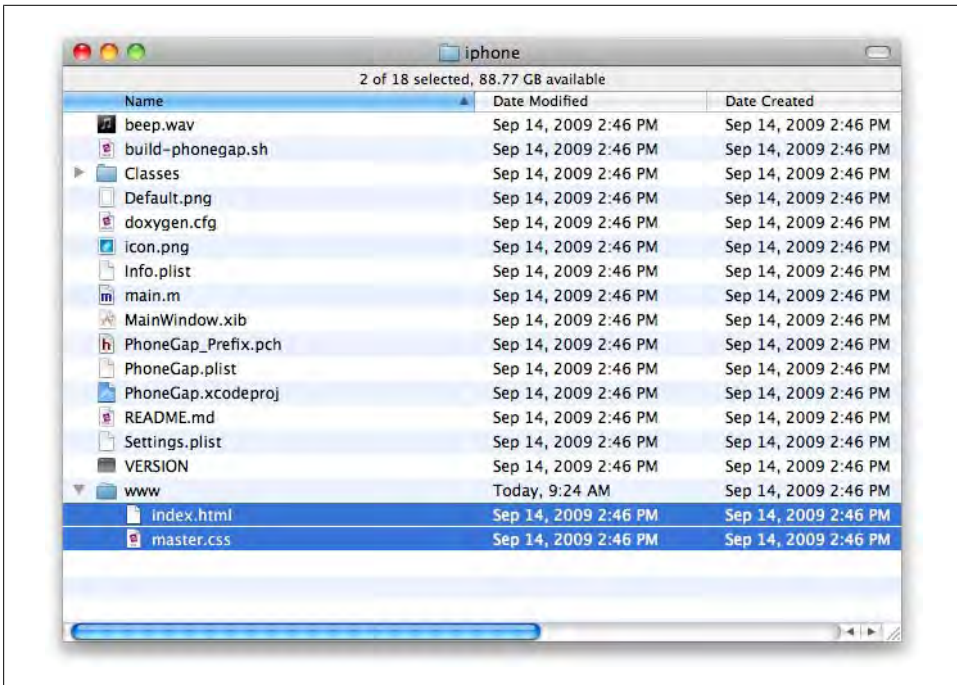 iphone
2 of 18 selected, 88.77 GB available
Name Date Modified Date Created
beep.wav Sep 14, 2009 2:46 PM Sep 14, 2009 2:46 PM
build-phonegap.sh Sep 14, 2009 2:46 PM Sep 14, 2009 2:46 PM
Classes Sep 14, 2009 2:46 PM Sep 14, 2009 2:46 PM
Default.png Sep 14, 2009 2:46 PM Sep 14, 2009 2:46 PM
doxygen.cfg Sep 14, 2009 2:46 PM Sep 14, 2009 2:46 PM
icon.png Sep 14, 2009 2:46 PM Sep 14, 2009 2:46 PM
Info.plist Sep 14, 2009 2:46 PM Sep 14, 2009 2:46 PM
m main.m Sep 14, 2009 2:46 PM Sep 14, 2009 2:46 PM
MainWindow.xib Sep 14, 2009 2:46 PM Sep 14, 2009 2:46 PM
h PhoneGap_Prefix.pch Sep 14, 2009 2:46 PM Sep 14, 2009 2:46 PM
PhoneGap.plist Sep 14, 2009 2:46 PM Sep 14, 2009 2:46 PM
PhoneGap.xcodeproj Sep 14, 2009 2:46 PM Sep 14, 2009 2:46 PM
README.md Sep 14, 2009 2:46 PM Sep 14, 2009 2:46 PM
Settings.plist Sep 14, 2009 2:46 PM Sep 14, 2009 2:46 PM
VERSION Sep 14, 2009 2:46 PM Sep 14, 2009 2:46 PM
www Today, 9:24 AM Sep 14, 2009 2:46 PM
index.html Sep 14, 2009 2:46 PM Sep 14, 2009 2:46 PM
master.css Sep 14, 2009 2:46 PM Sep 14, 2009 2:46 PM